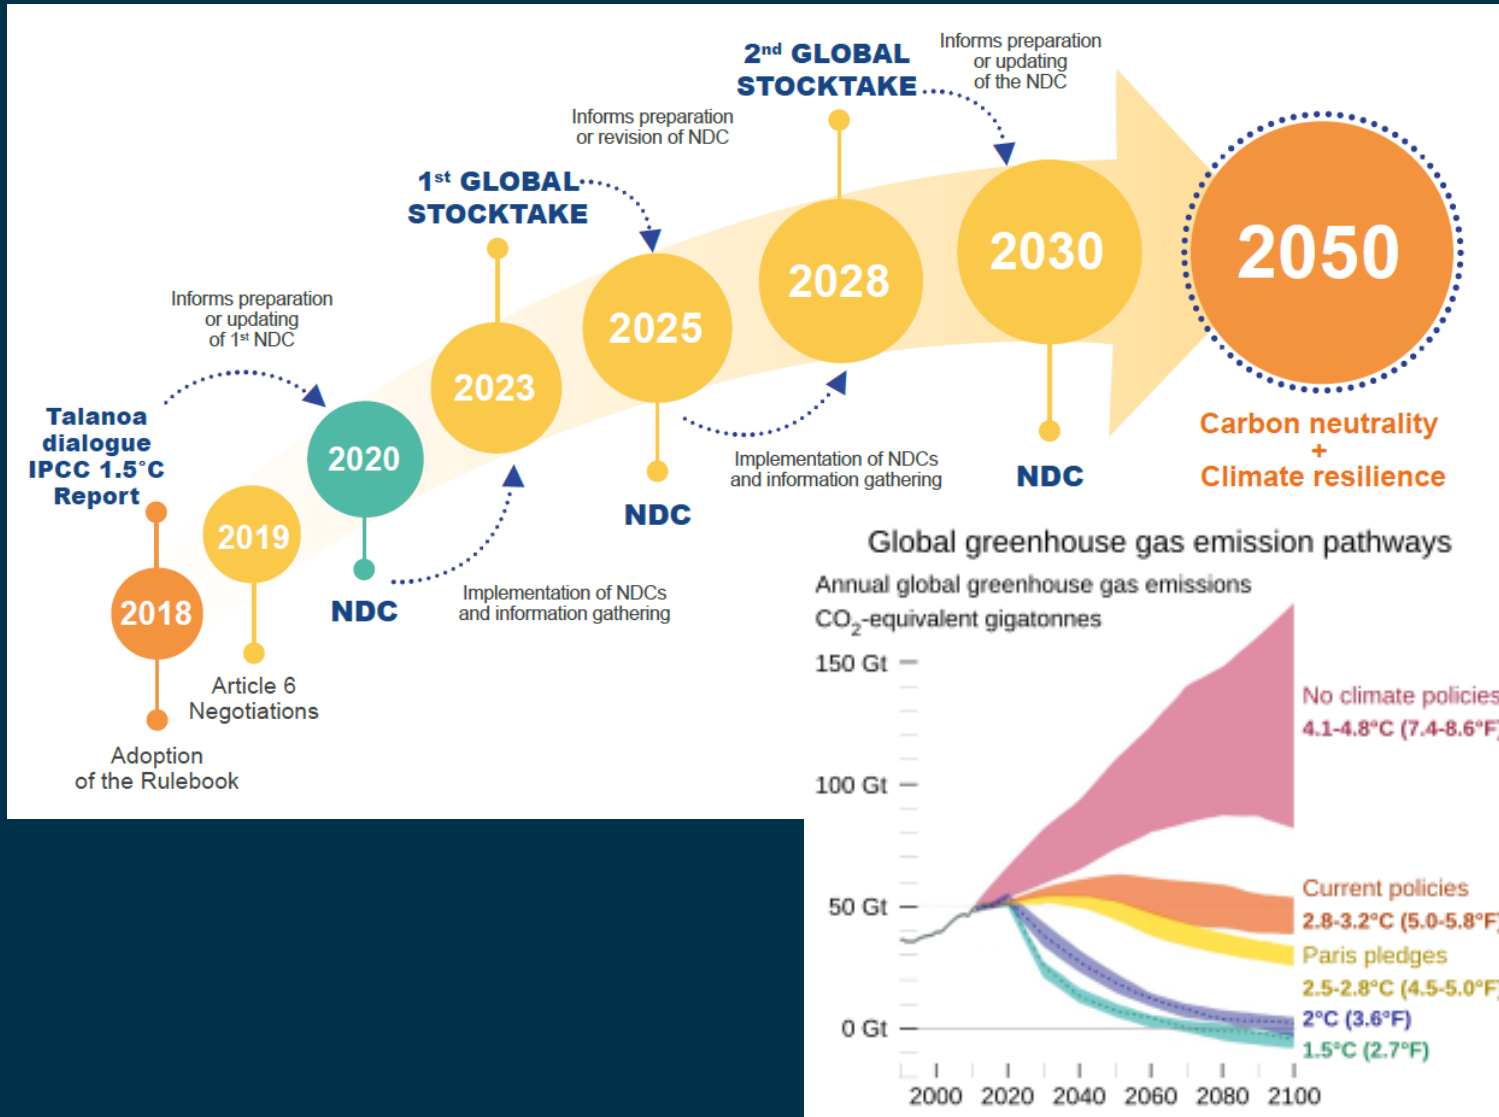 2nd GLOBAL
STOCKTAKE
Informs preparation
or updating
of the NDC
Informs preparation
or revision of NDC
1st GLOBAL
STOCKTAKE
Informs preparation
or updating
of 1st NDC
Talanoa
dialogue
IPCC 1.5°C
Report
2018
2019
2020
2023
2025
2028
2030
2050
Carbon neutrality
+
Climate resilience
NDC
NDC
NDC
Implementation of NDCs
and information gathering
Implementation of NDCs
and information gathering
Article 6
Negotiations
Adoption
of the Rulebook
Global greenhouse gas emission pathways
Annual global greenhouse gas emissions
CO₂-equivalent gigatonnes
150 Gt
100 Gt
50 Gt
0 Gt
No climate policies
4.1-4.8°C (7.4-8.6°F)
Current policies
2.8-3.2°C (5.0-5.8°F)
Paris pledges
2.5-2.8°C (4.5-5.0°F)
2°C (3.6°F)
1.5°C (2.7°F)
2000 2020 2040 2060 2080 2100